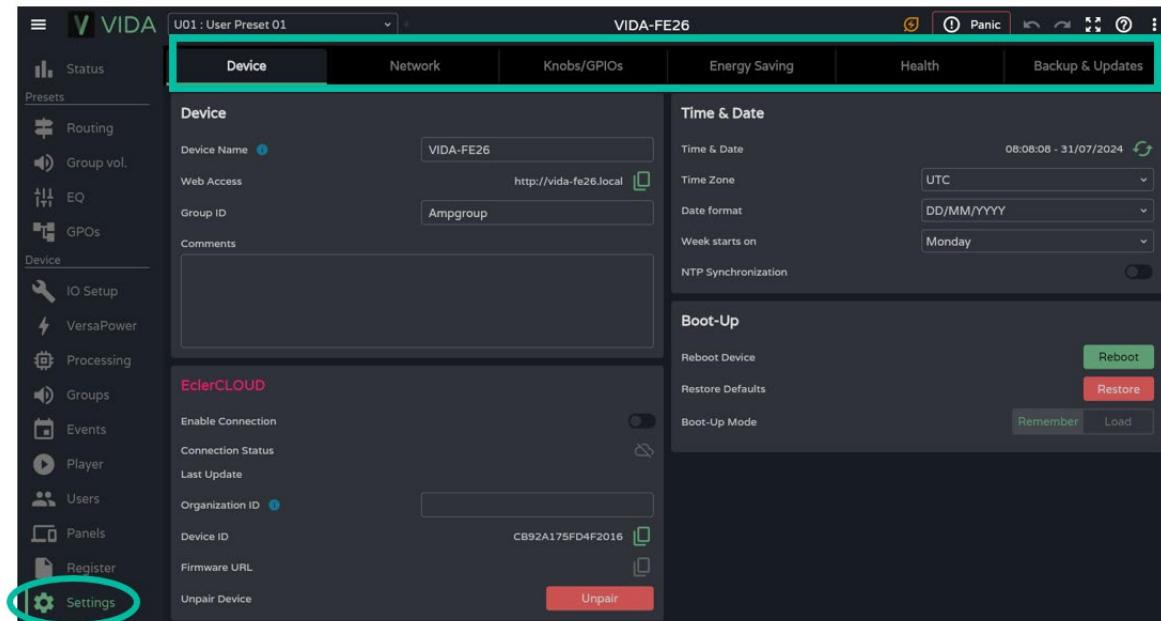 VIDA
U01 : User Preset 01
VIDA-FE26
Panic
Status
Presets
Routing
Group vol.
EQ
GPOs
Device
IO Setup
VersaPower
Processing
Groups
Events
Player
Users
Panels
Register
Settings
Device
Network
Knobs/GPIOs
Energy Saving
Health
Backup & Updates
Device
Device Name
VIDA-FE26
Web Access
http://vida-fe26.local
Group ID
Ampgroup
Comments
EclerCLOUD
Enable Connection
Connection Status
Last Update
Organization ID
Device ID
CB92A175FD4F2016
Firmware URL
Unpair Device
Unpair
Time & Date
Time & Date
08:08:08 - 31/07/2024
Time Zone
UTC
Date format
DD/MM/YYYY
Week starts on
Monday
NTP Synchronization
Boot-Up
Reboot Device
Reboot
Restore Defaults
Restore
Boot-Up Mode
Remember
Load